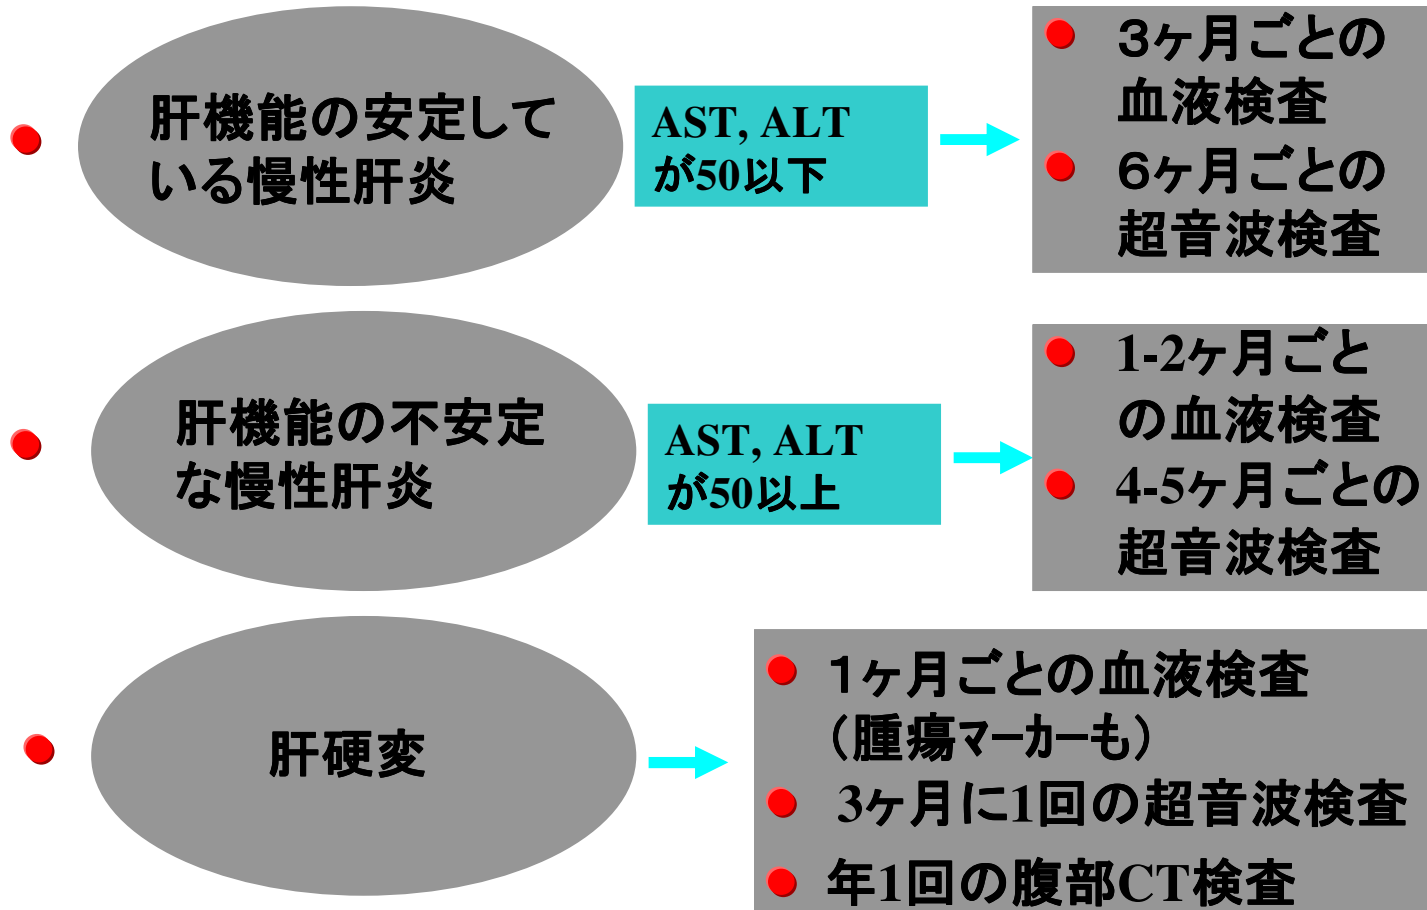 肝機能の安定して
いる慢性肝炎
AST, ALT
が50以下
３ヶ月ごとの
血液検査
６ヶ月ごとの
超音波検査
肝機能の不安定
な慢性肝炎
AST, ALT
が50以上
1-2ヶ月ごと
の血液検査
4-5ヶ月ごとの
超音波検査
肝硬変
１ヶ月ごとの血液検査
（腫瘍マーカーも）
3ヶ月に1回の超音波検査
年1回の腹部CT検査